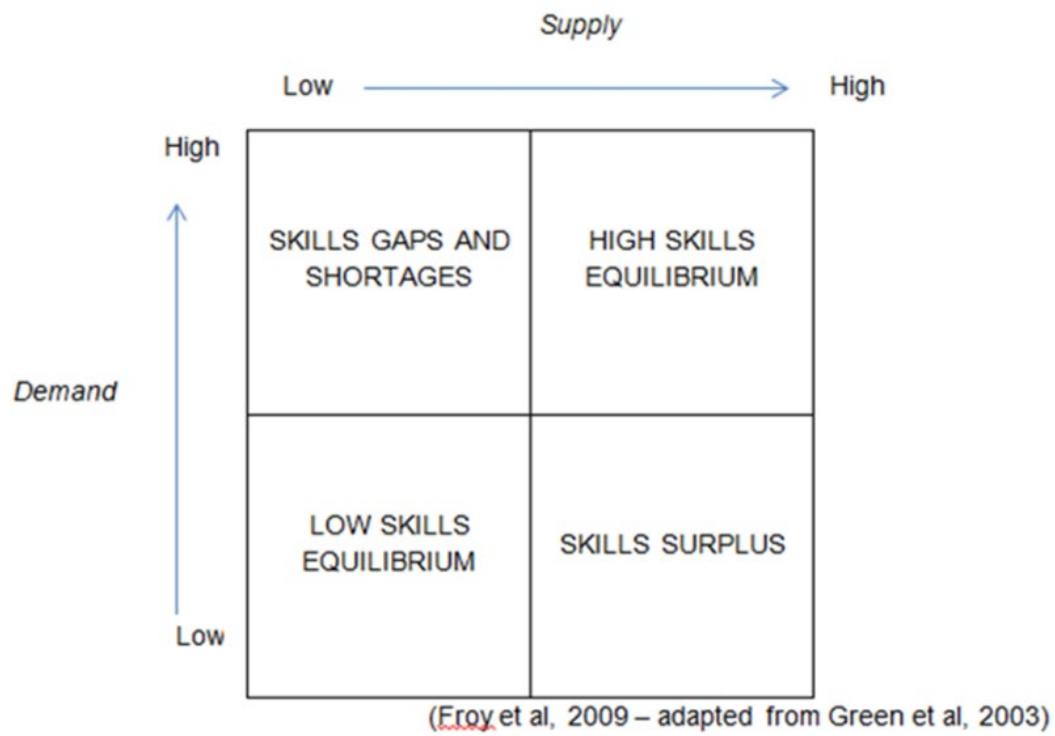 Supply
Low
High
High
SKILLS GAPS AND
SHORTAGES
HIGH SKILLS
EQUILIBRIUM
Demand
LOW SKILLS
EQUILIBRIUM
SKILLS SURPLUS
Low
(Froy et al, 2009 – adapted from Green et al, 2003)